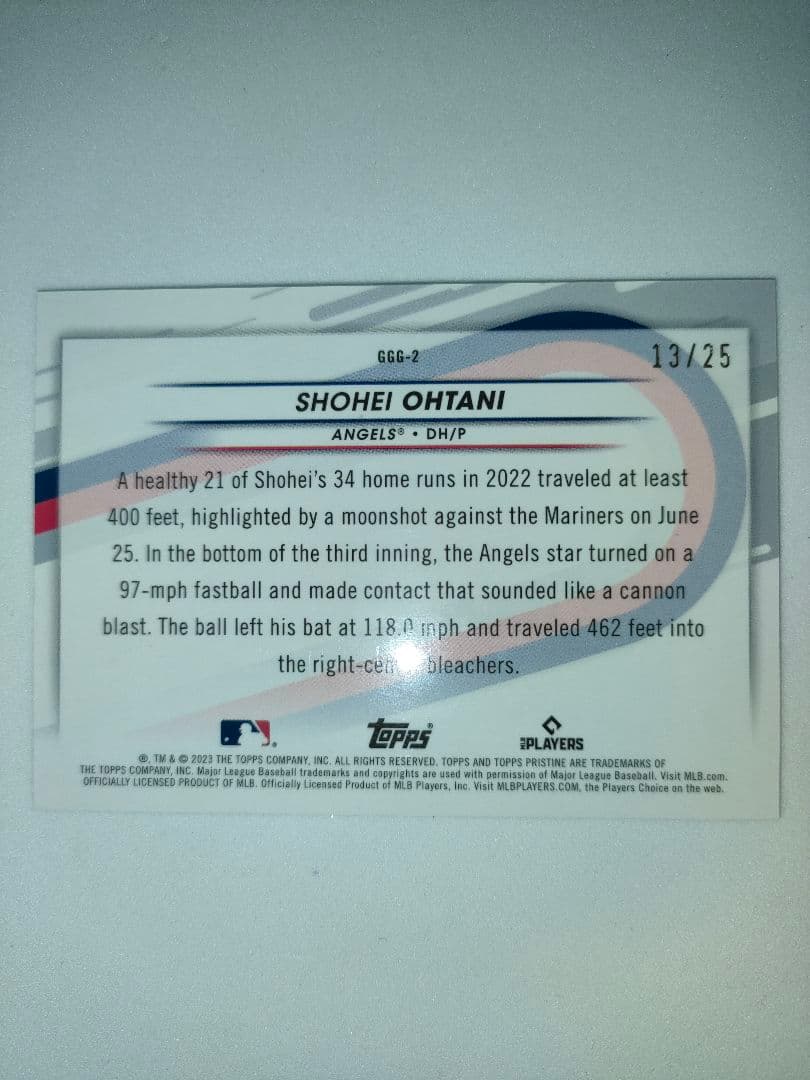 GGG-2
13/25
SHOHEI OHTANI
ANGELS® • DH/P
A healthy 21 of Shohei's 34 home runs in 2022 traveled at least
400 feet, highlighted by a moonshot against the Mariners on June
25. In the bottom of the third inning, the Angels star turned on a
97-mph fastball and made contact that sounded like a cannon
blast. The ball left his bat at 118.0 mph and traveled 462 feet into
the bleachers.
topps®
MLB PLAYERS
®, TM & © 2023 THE TOPPS COMPANY, INC. ALL RIGHTS RESERVED. TOPPS AND TOPPS PRISTINE ARE TRADEMARKS OF
THE TOPPS COMPANY, INC. Major League Baseball trademarks and copyrights are used with permission of Major League Baseball. Visit MLB.com.
OFFICIALLY LICENSED PRODUCT OF MLB. Officially Licensed Product of MLB Players, Inc. Visit MLBPLAYERS.COM, the Players Choice on the web.